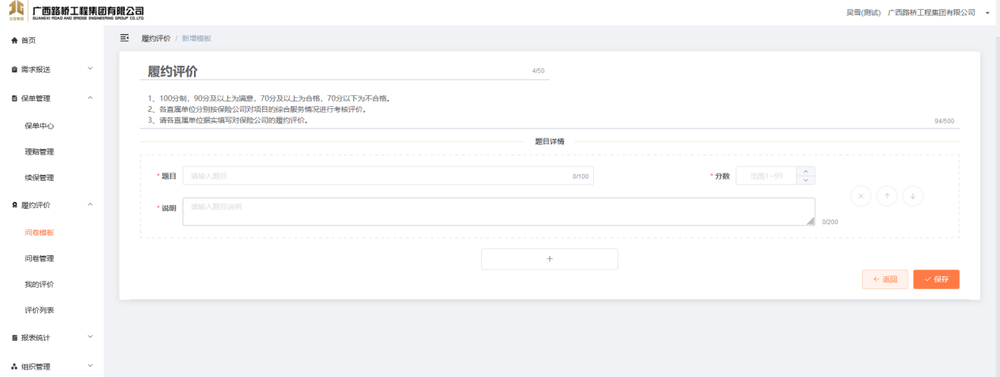 广西路桥工程集团有限公司
GUANGXI ROAD AND BRIDGE ENGINEERING GROUP CO.,LTD.
吴雪(测试) 广西路桥工程集团有限公司
首页
履约评价 / 新增模板
需求报送
保单管理
保单中心
理赔管理
续保管理
履约评价
问卷模板
问卷管理
我的评价
评价列表
报表统计
组织管理
履约评价 4/50
1、100分制，90分及以上为满意，70分及以上为合格，70分以下为不合格。
2、各直属单位分别按保险公司对项目的综合服务情况进行考核评价。
3、请各直属单位据实填写对保险公司的履约评价。
94/500
题目详情
* 题目 请输入题目 0/100 * 分数 范围1~99
* 说明 请输入题目说明 0/200
+
← 返回 ✓ 保存